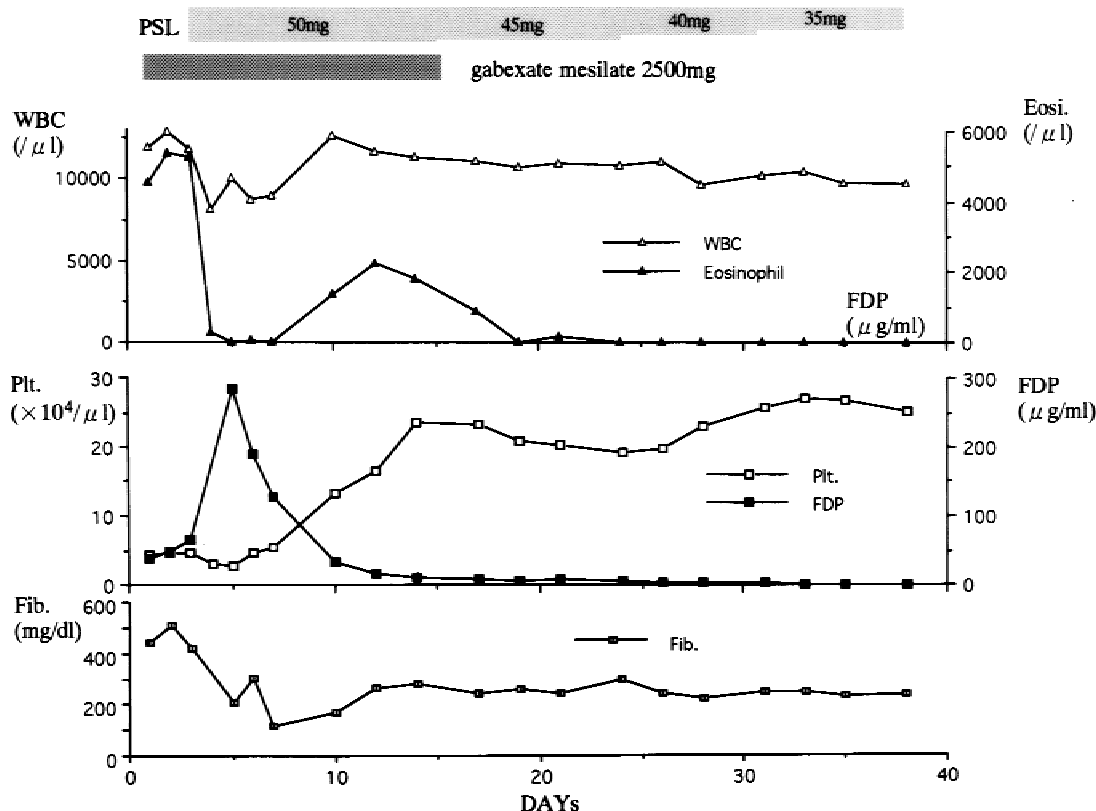 PSL 50mg 45mg 40mg 35mg
gabexate mesilate 2500mg
WBC
(/μl)
Eosi.
(/μl)
10000
5000
0
6000
4000
2000
0
WBC
Eosinophil
FDP
(μg/ml)
Plt.
(×10⁴/μl)
FDP
(μg/ml)
30
20
10
0
300
200
100
0
Plt.
FDP
Fib.
(mg/dl)
600
400
200
0
Fib.
0 10 20 30 40
DAYs